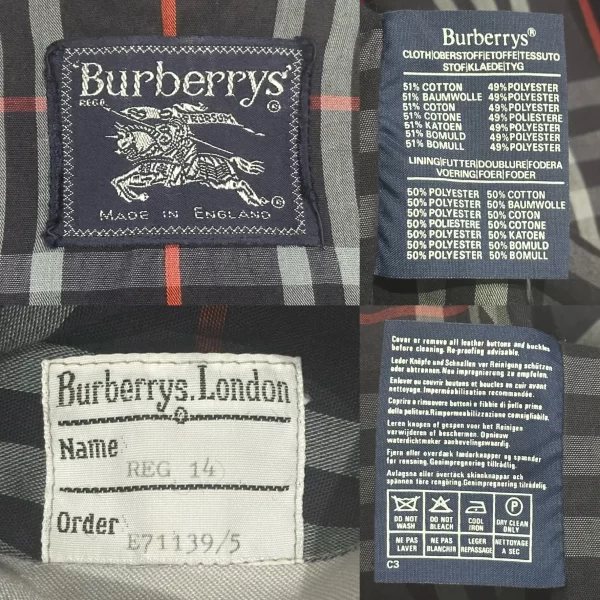 'Burberrys'
REGD.
®
PRORSUM
®
MADE IN ENGLAND
Burberrys®
CLOTH|OBERSTOFF|ETOFFE|TESSUTO
STOF|KLAEDE|TYG
51% COTTON 49% POLYESTER
51% BAUMWOLLE 49% POLYESTER
51% COTON 49% POLYESTER
51% COTONE 49% POLIESTERE
51% KATOEN 49% POLYESTER
51% BOMULD 49% POLYESTER
51% BOMULL 49% POLYESTER
LINING|FUTTER|DOUBLURE|FODERA
VOERING|FOER|FODER
50% POLYESTER 50% COTTON
50% POLYESTER 50% BAUMWOLLE
50% POLYESTER 50% COTON
50% POLIESTERE 50% COTONE
50% POLYESTER 50% KATOEN
50% POLYESTER 50% BOMULD
50% POLYESTER 50% BOMULL
Burberrys.London
®
Name
REG 14
Order
E71139/5
Cover or remove all leather buttons and buckles
before cleaning. Re-proofing advisable.
Leder Knöpfe und Schnallen vor Reinigung schützen
oder abtrennen. Neu imprägnierung zu empfelen.
Enlever ou couvrir boutons et boucles en cuir avant
nettoyage. Imperméabilisation recommandée.
Coprire o rimuovere bottoni e fibbie di pelle prima
della pulitera. Rimpermeabilizzazione consigliabile.
Leren knopen of gespen voor het Reinigen
verwijderen of beschermen. Opnieuw
waterdichtmaker aanbevelingswaardig.
Fjern eller overdæk læderknapper og spænder
før rensning. Genimprægnering tilrådelig.
Avlagsna eller övertäck skinnknappar och
spännen före rengöring. Genimpregnering tillrådelig.
DO NOT WASH DO NOT BLEACH COOL IRON P DRY CLEAN ONLY
NE PAS LAVER NE PAS BLANCHIR LEGER REPASSAGE NETTOYAGE A SEC
C3